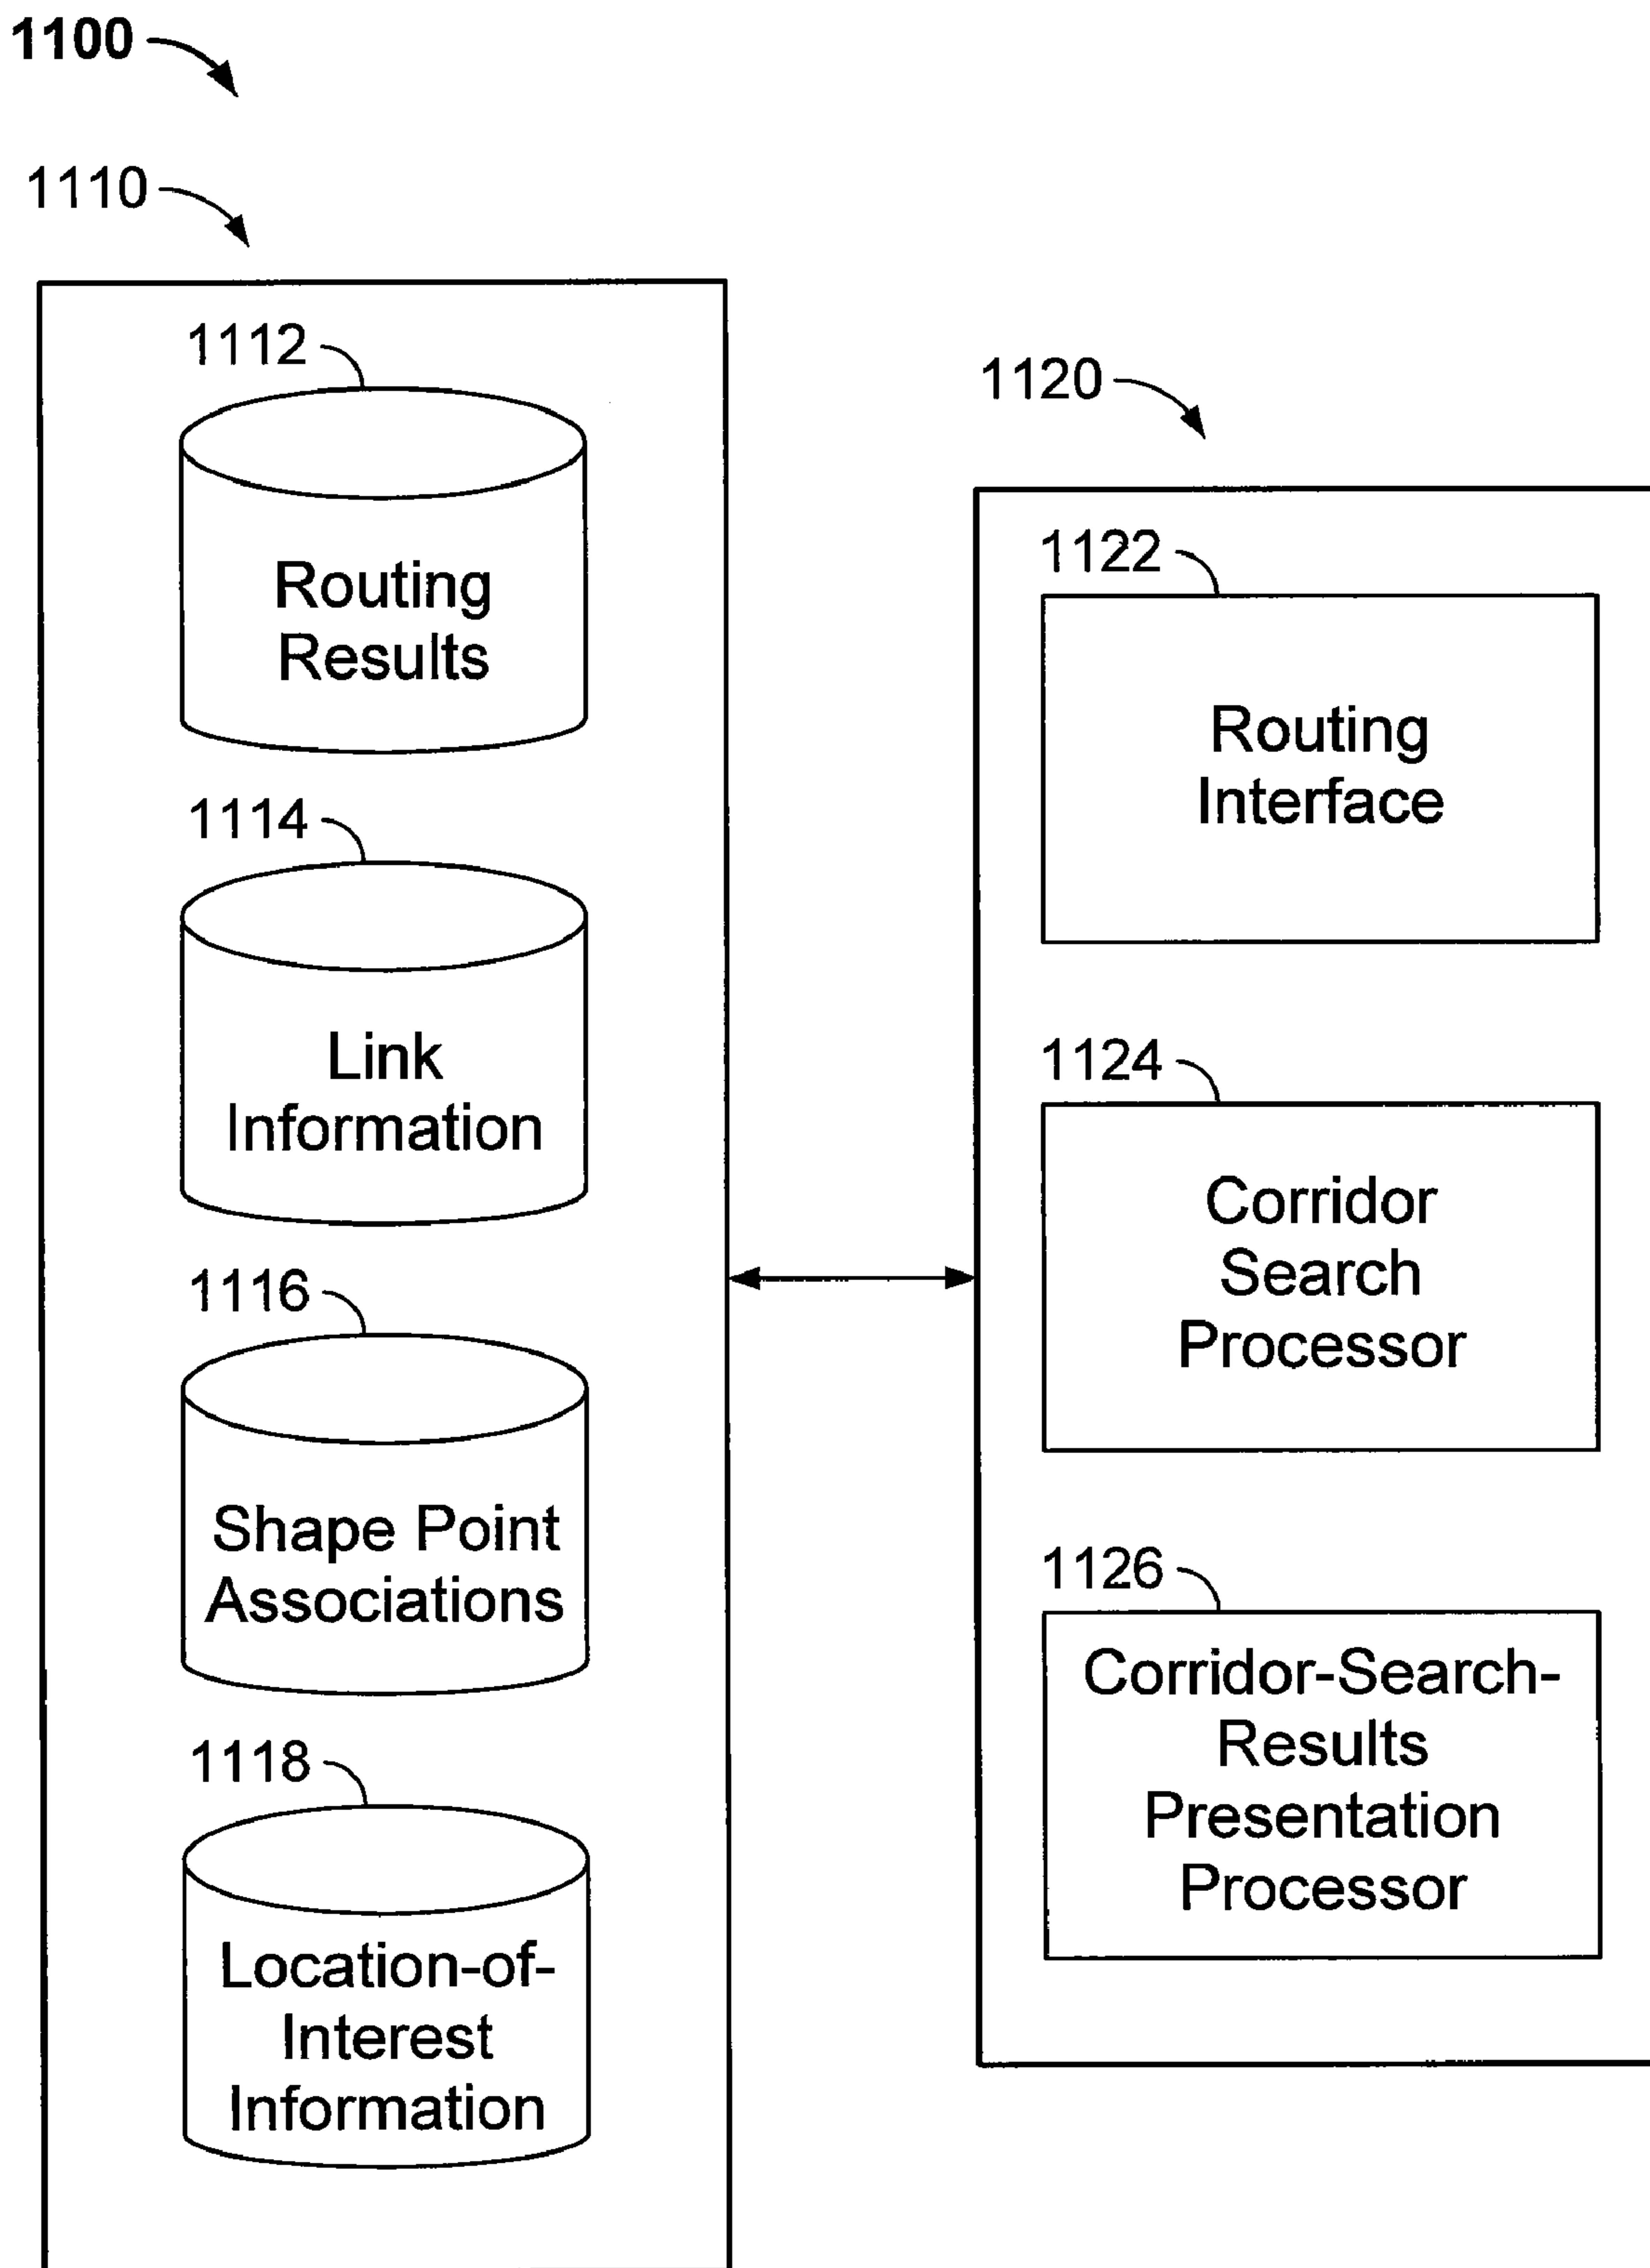 1100
1110
1112
Routing
Results
1114
Link
Information
1116
Shape Point
Associations
1118
Location-of-
Interest
Information
1120
1122
Routing
Interface
1124
Corridor
Search
Processor
1126
Corridor-Search-
Results
Presentation
Processor